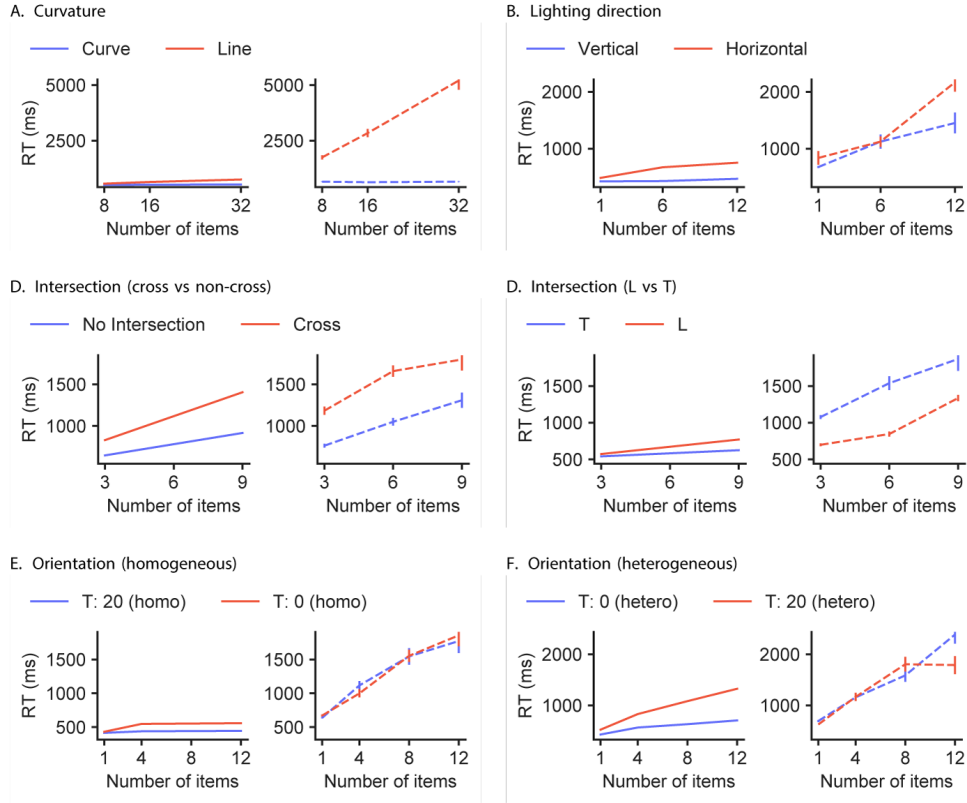 A. Curvature
Curve Line
RT (ms)
5000
2500
8 16 32
Number of items
5000
2500
8 16 32
Number of items
B. Lighting direction
Vertical Horizontal
RT (ms)
2000
1000
1 6 12
Number of items
2000
1000
1 6 12
Number of items
D. Intersection (cross vs non-cross)
No Intersection Cross
RT (ms)
1500
1000
3 6 9
Number of items
1500
1000
3 6 9
Number of items
D. Intersection (L vs T)
T L
RT (ms)
1500
1000
500
3 6 9
Number of items
1500
1000
500
3 6 9
Number of items
E. Orientation (homogeneous)
T: 20 (homo) T: 0 (homo)
RT (ms)
1500
1000
500
1 4 8 12
Number of items
1500
1000
500
1 4 8 12
Number of items
F. Orientation (heterogeneous)
T: 0 (hetero) T: 20 (hetero)
RT (ms)
2000
1000
1 4 8 12
Number of items
2000
1000
1 4 8 12
Number of items